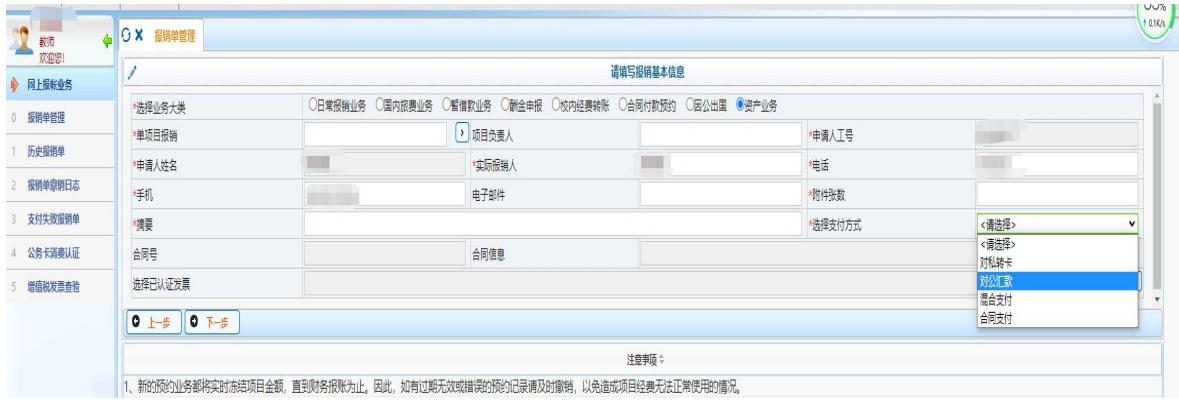 教师
欢迎您!
报销单管理
0.1K/s
网上报帐业务
0 报销单管理
1 历史报销单
2 报销单撤销日志
3 支付失败报销单
4 公务卡消费认证
5 增值税发票查验
请填写报销基本信息
*选择业务大类 日常报销业务 国内旅费业务 暂借款业务 酬金申报 校内经费转账 合同付款预约 因公出国 资产业务
*单项目报销 项目负责人 *申请人工号
*申请人姓名 *实际报销人 *电话
*手机 电子邮件 *附件张数
*摘要 *选择支付方式 <请选择>
合同号 合同信息
选择已认证发票
<请选择>
对私转卡
对公汇款
混合支付
合同支付
上一步 下一步
注意事项
1、新的预约业务都将实时冻结项目金额，直到财务报账为止。因此，如有过期无效或错误的预约记录请及时撤销，以免造成项目经费无法正常使用的情况。